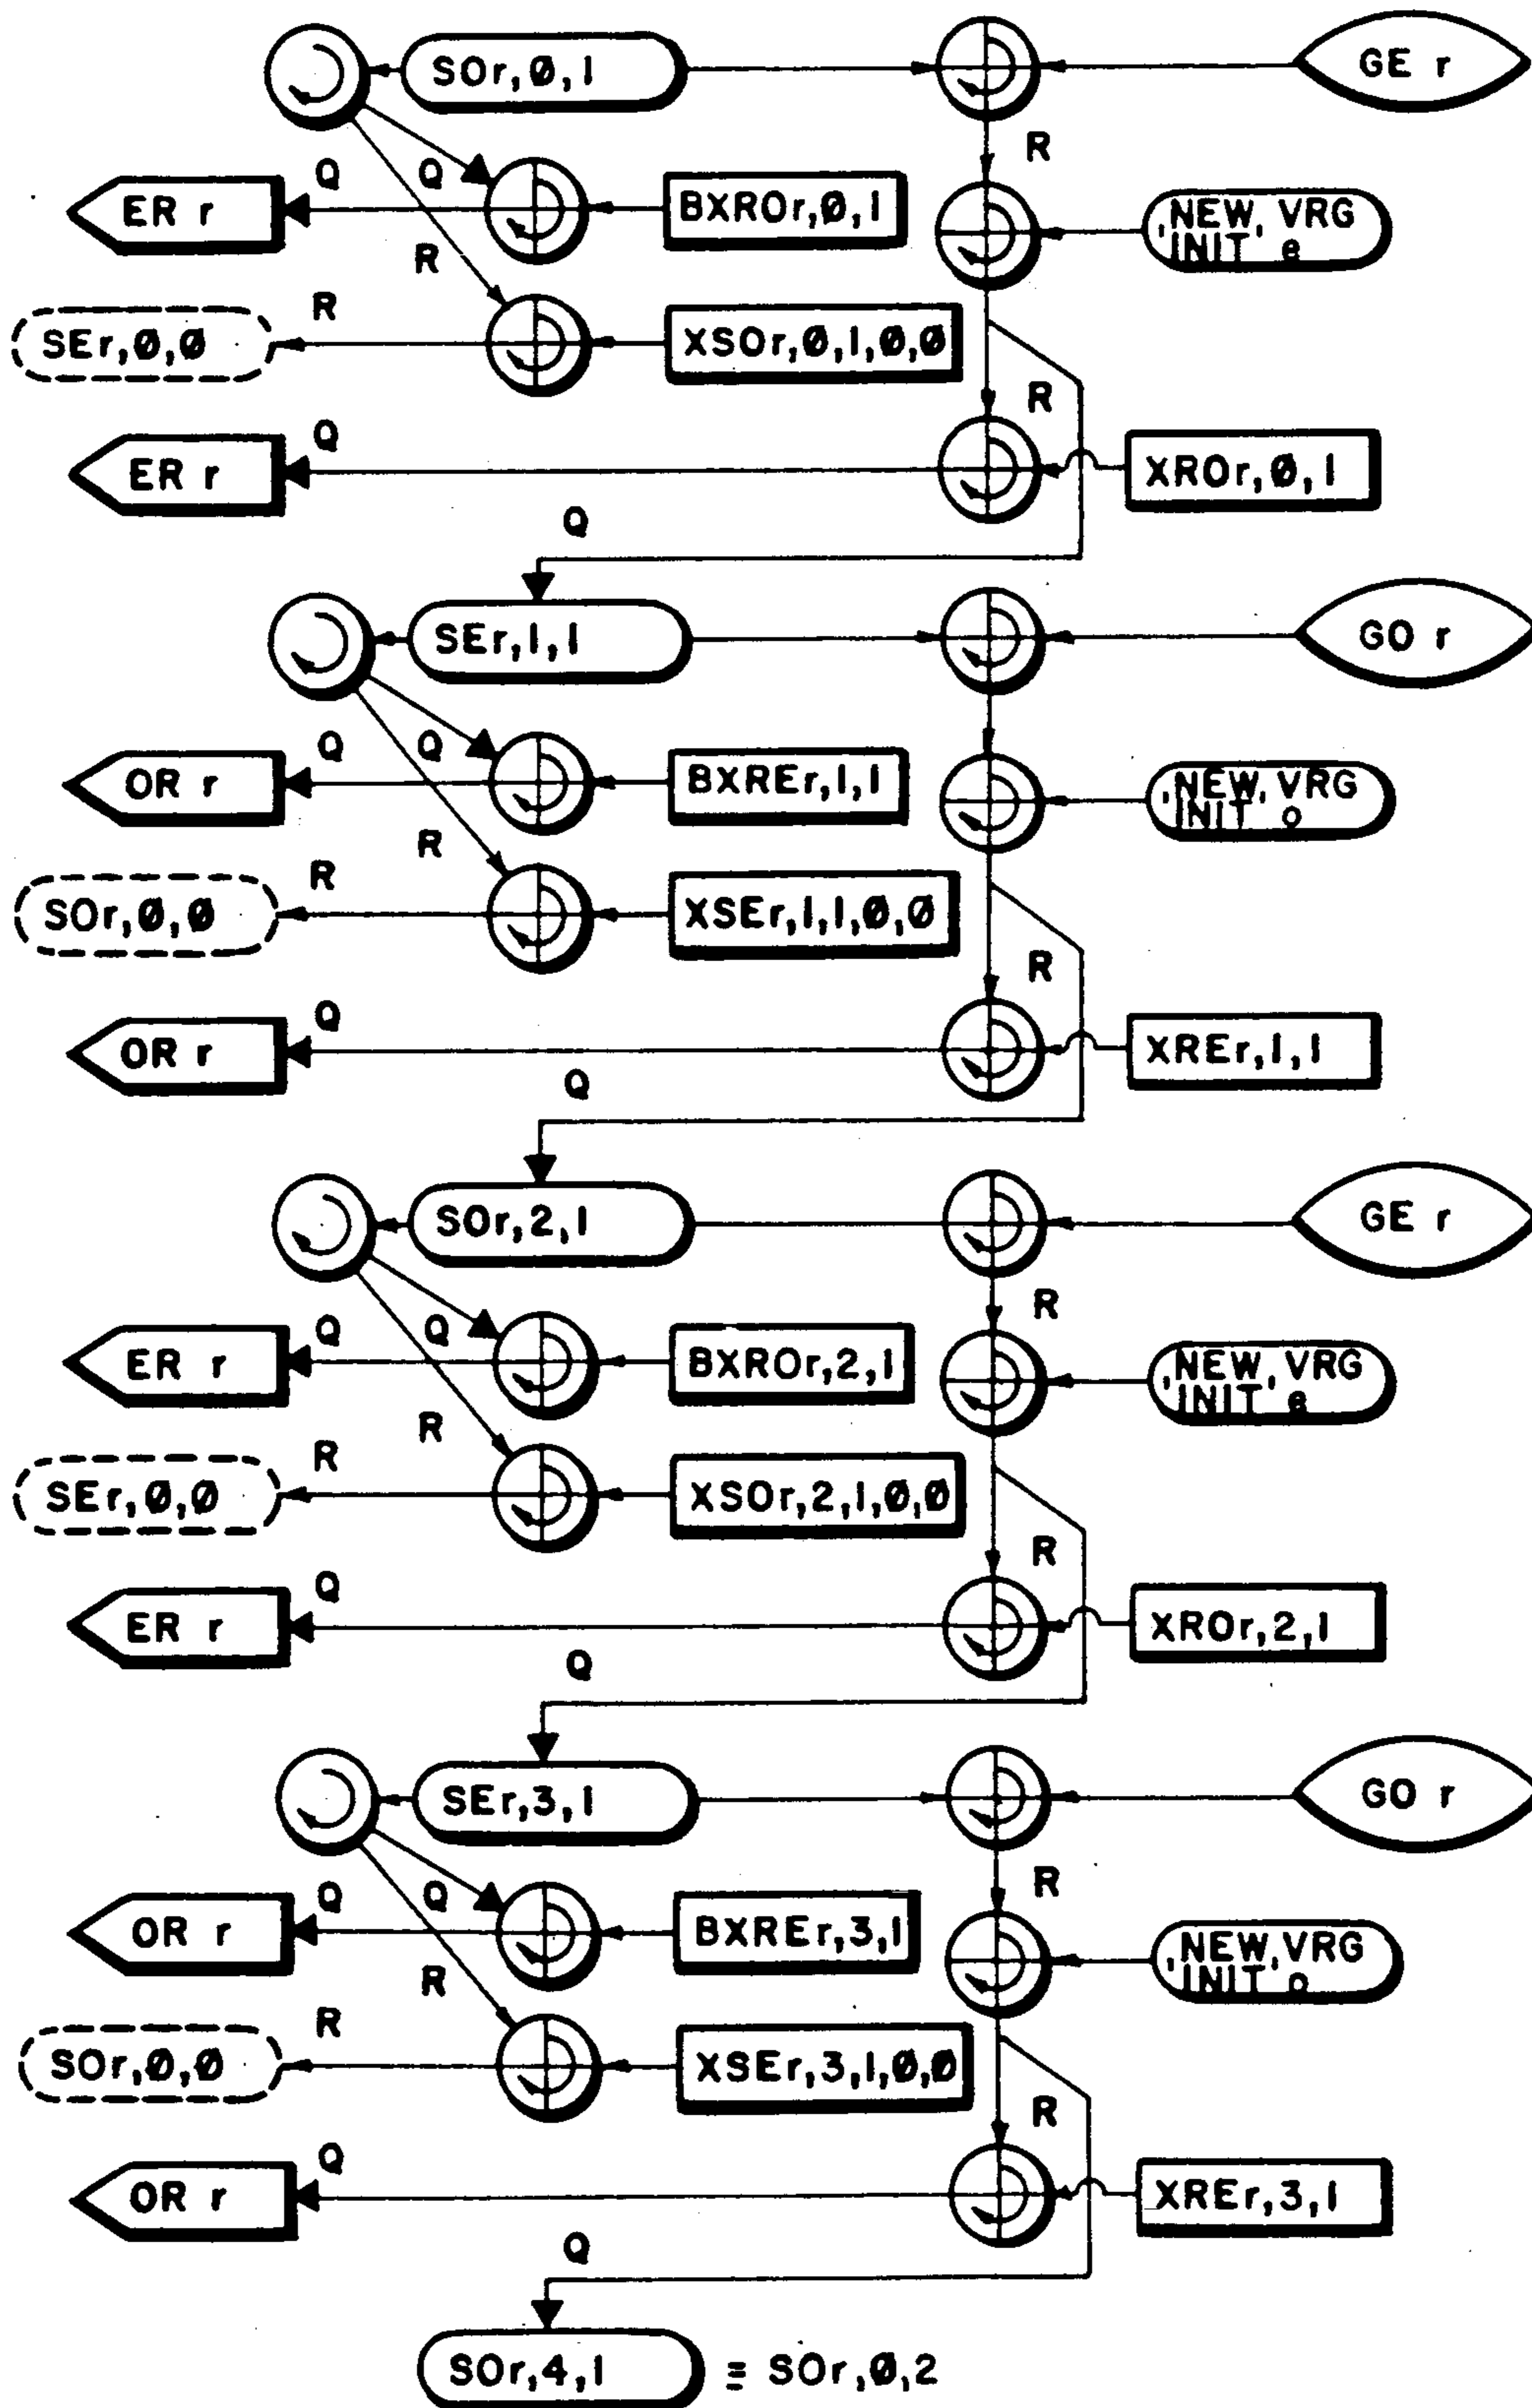 SOr,Ø,1
GE r
R
Q
Q
ER r
BXROr,Ø,1
,NEW, VRG
'INIT' e
R
R
SEr,Ø,Ø
XSOr,Ø,1,Ø,Ø
R
Q
ER r
XROr,Ø,1
Q
SEr,1,1
GO r
Q
Q
OR r
BXREr,1,1
,NEW, VRG
'INIT' o
R
R
SOr,Ø,Ø
XSEr,1,1,Ø,Ø
R
Q
OR r
XREr,1,1
Q
SOr,2,1
GE r
R
Q
Q
ER r
BXROr,2,1
,NEW, VRG
'INIT' e
R
R
SEr,Ø,Ø
XSOr,2,1,Ø,Ø
R
Q
ER r
XROr,2,1
Q
SEr,3,1
GO r
R
Q
Q
OR r
BXREr,3,1
,NEW, VRG
'INIT' o
R
R
SOr,Ø,Ø
XSEr,3,1,Ø,Ø
R
Q
OR r
XREr,3,1
Q
SOr,4,1 ≡ SOr,Ø,2